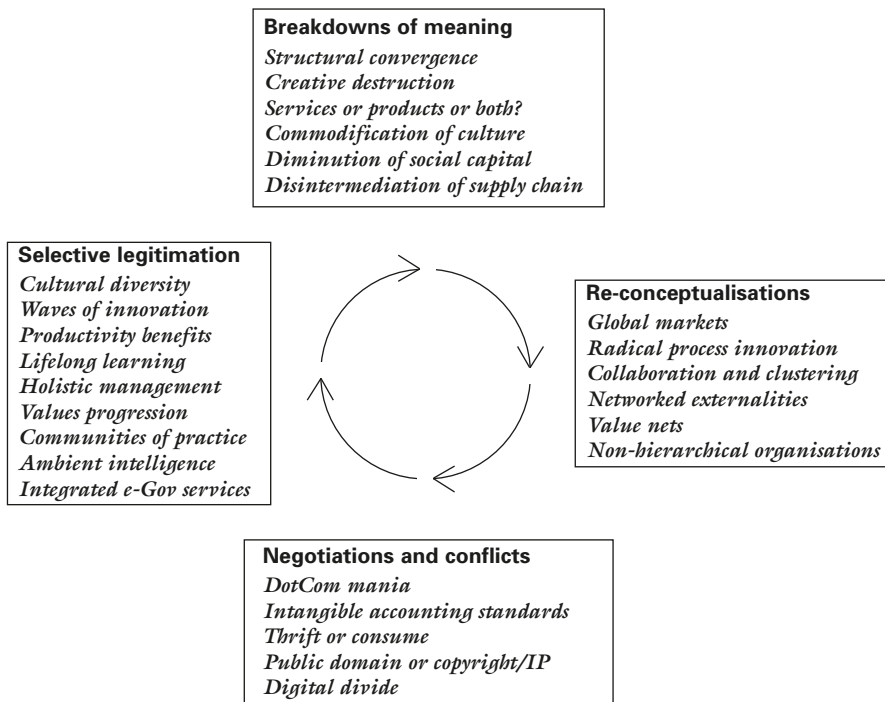 Breakdowns of meaning
Structural convergence
Creative destruction
Services or products or both?
Commodification of culture
Diminution of social capital
Disintermediation of supply chain
Selective legitimation
Cultural diversity
Waves of innovation
Productivity benefits
Lifelong learning
Holistic management
Values progression
Communities of practice
Ambient intelligence
Integrated e-Gov services
Re-conceptualisations
Global markets
Radical process innovation
Collaboration and clustering
Networked externalities
Value nets
Non-hierarchical organisations
Negotiations and conflicts
DotCom mania
Intangible accounting standards
Thrift or consume
Public domain or copyright/IP
Digital divide